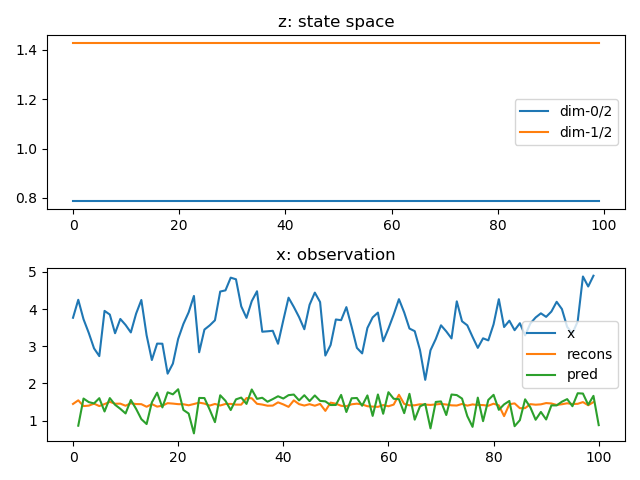 z: state space
1.4
1.2
1.0
0.8
dim-0/2
dim-1/2
0 20 40 60 80 100
x: observation
5
4
3
2
1
x
recons
pred
0 20 40 60 80 100